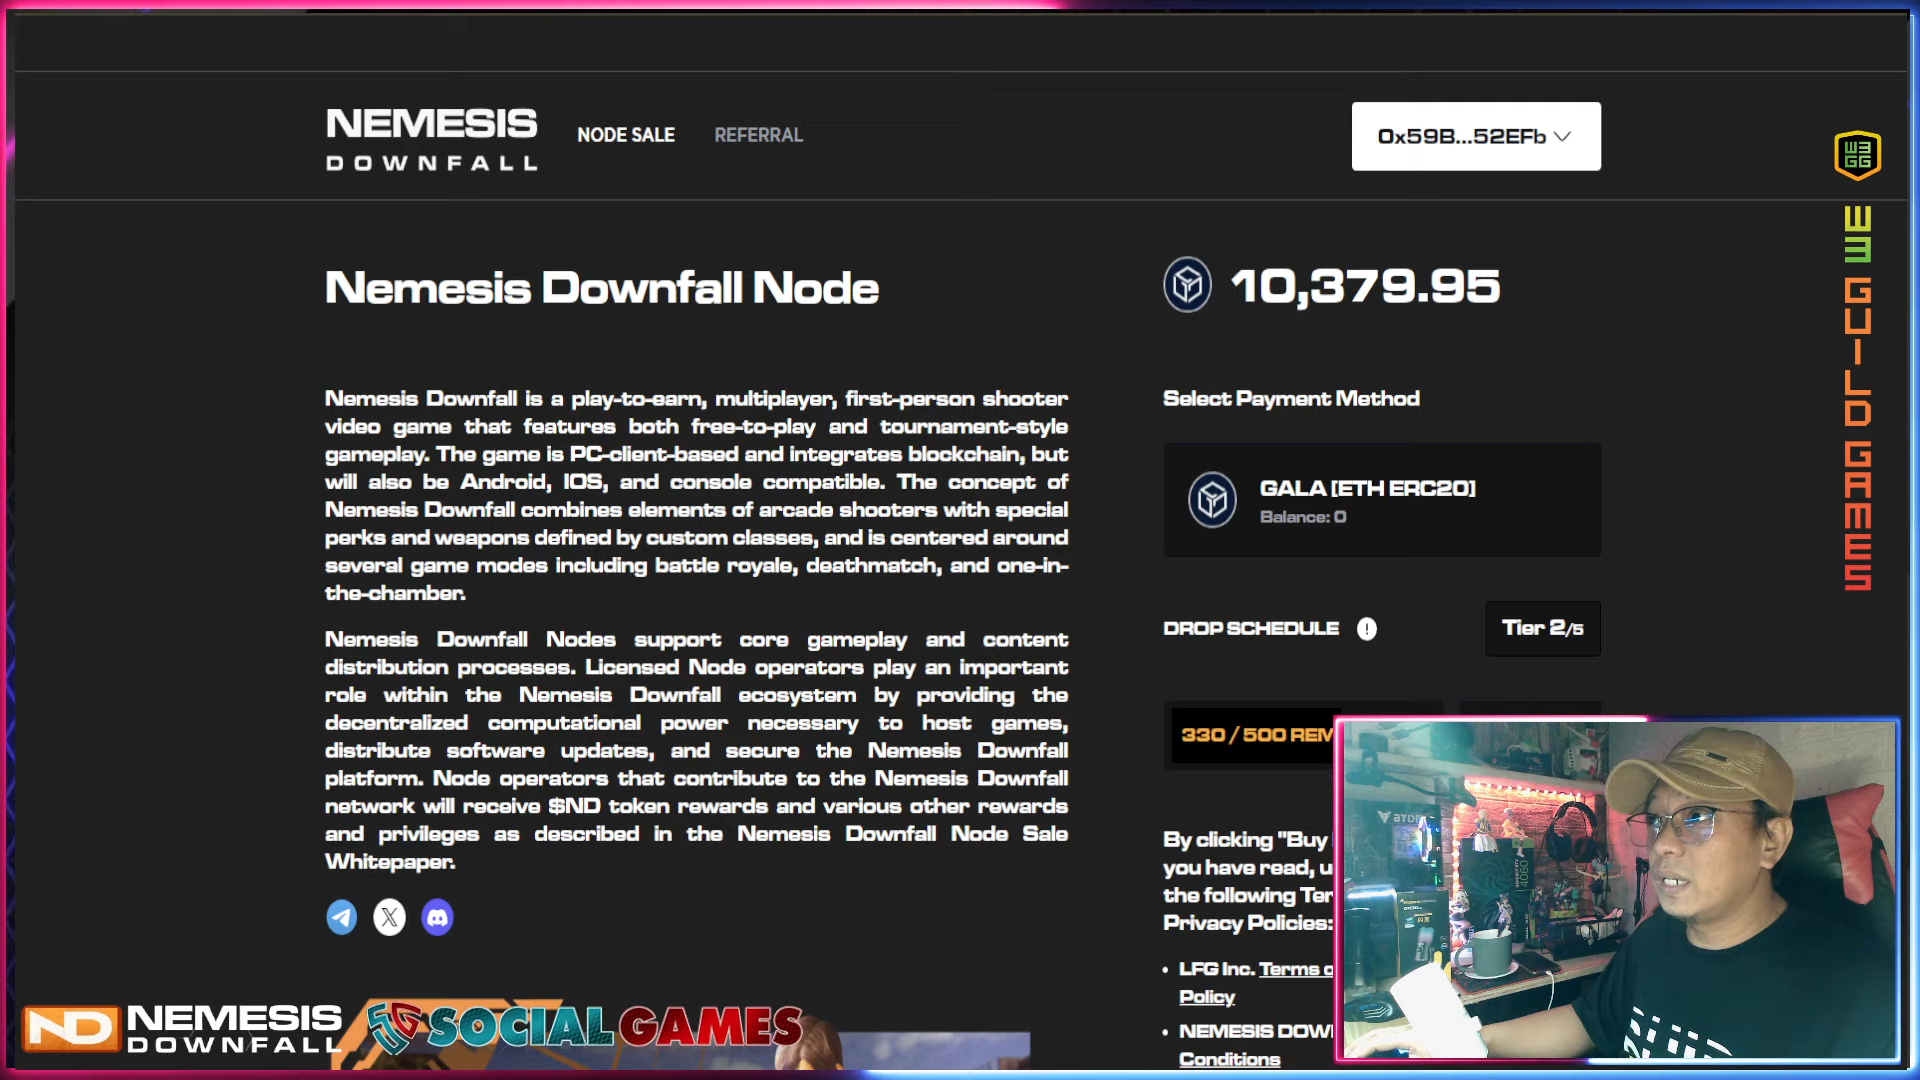 NEMESIS
DOWNFALL
NODE SALE
REFERRAL
0x59B...52EFb
Nemesis Downfall Node
Nemesis Downfall is a play-to-earn, multiplayer, first-person shooter
video game that features both free-to-play and tournament-style
gameplay. The game is PC-client-based and integrates blockchain, but
will also be Android, IOS, and console compatible. The concept of
Nemesis Downfall combines elements of arcade shooters with special
perks and weapons defined by custom classes, and is centered around
several game modes including battle royale, deathmatch, and one-in-
the-chamber.
Nemesis Downfall Nodes support core gameplay and content
distribution processes. Licensed Node operators play an important
role within the Nemesis Downfall ecosystem by providing the
decentralized computational power necessary to host games,
distribute software updates, and secure the Nemesis Downfall
platform. Node operators that contribute to the Nemesis Downfall
network will receive $ND token rewards and various other rewards
and privileges as described in the Nemesis Downfall Node Sale
Whitepaper.
10,379.95
Select Payment Method
GALA [ETH ERC20]
Balance: 0
DROP SCHEDULE
Tier 2/5
330 / 500 REM
By clicking "Buy
you have read, u
the following Ter
Privacy Policies:
• LFG Inc. Terms o
Policy
• NEMESIS DOW
Conditions
W3GG
W3 GUILD GAMES
ND NEMESIS
DOWNFALL
SG SOCIAL GAMES
4060